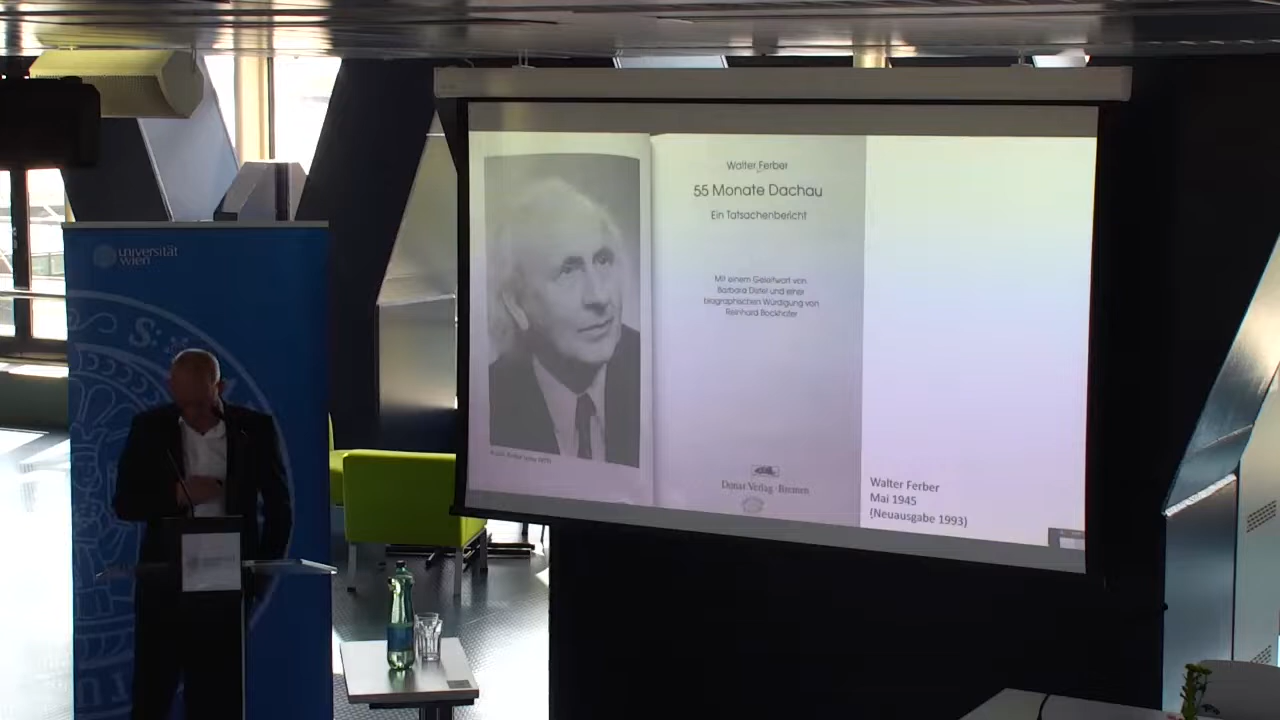 universität
wien
Walter Ferber
55 Monate Dachau
Ein Tatsachenbericht
Mit einem Geleitwort von
Barbara Distel und einer
biographischen Würdigung von
Reinhard Bockhofer
Donat Verlag · Bremen
Walter Ferber
Mai 1945
(Neuausgabe 1993)